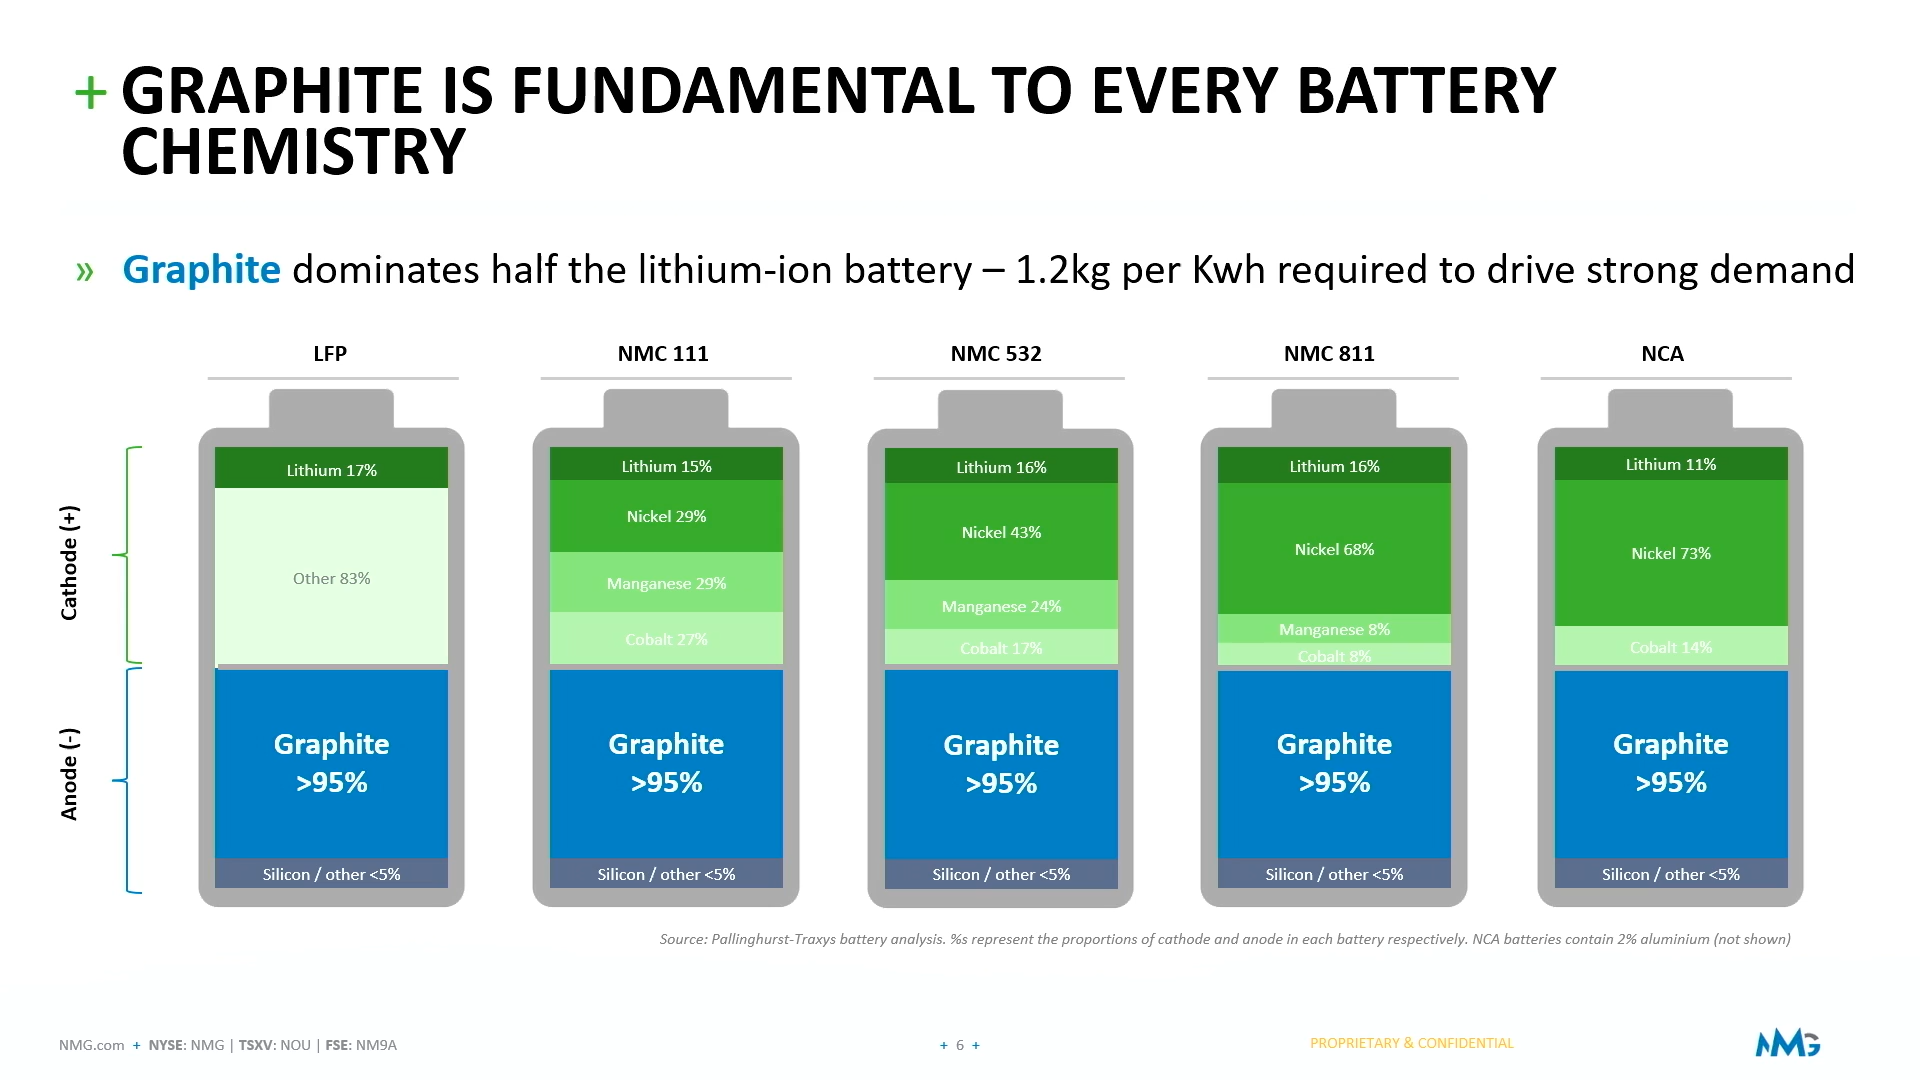 + GRAPHITE IS FUNDAMENTAL TO EVERY BATTERY
CHEMISTRY
» Graphite dominates half the lithium-ion battery – 1.2kg per Kwh required to drive strong demand
LFP
NMC 111
NMC 532
NMC 811
NCA
Cathode (+)
Anode (-)
Lithium 17%
Other 83%
Graphite
>95%
Silicon / other <5%
Lithium 15%
Nickel 29%
Manganese 29%
Cobalt 27%
Graphite
>95%
Silicon / other <5%
Lithium 16%
Nickel 43%
Manganese 24%
Cobalt 17%
Graphite
>95%
Silicon / other <5%
Lithium 16%
Nickel 68%
Manganese 8%
Cobalt 8%
Graphite
>95%
Silicon / other <5%
Lithium 11%
Nickel 73%
Cobalt 14%
Graphite
>95%
Silicon / other <5%
Source: Pallinghurst-Traxys battery analysis. %s represent the proportions of cathode and anode in each battery respectively. NCA batteries contain 2% aluminium (not shown)
NMG.com + NYSE: NMG | TSXV: NOU | FSE: NM9A
+ 6 +
PROPRIETARY & CONFIDENTIAL
NMG